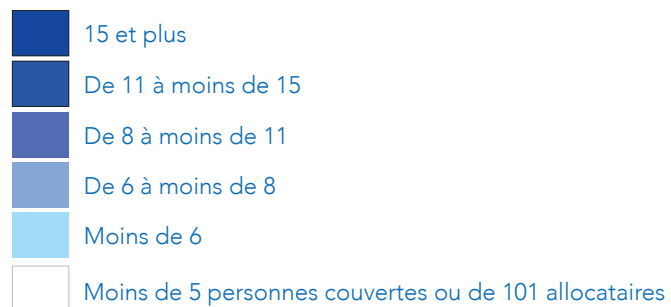 15 et plus
De 11 à moins de 15
De 8 à moins de 11
De 6 à moins de 8
Moins de 6
Moins de 5 personnes couvertes ou de 101 allocataires